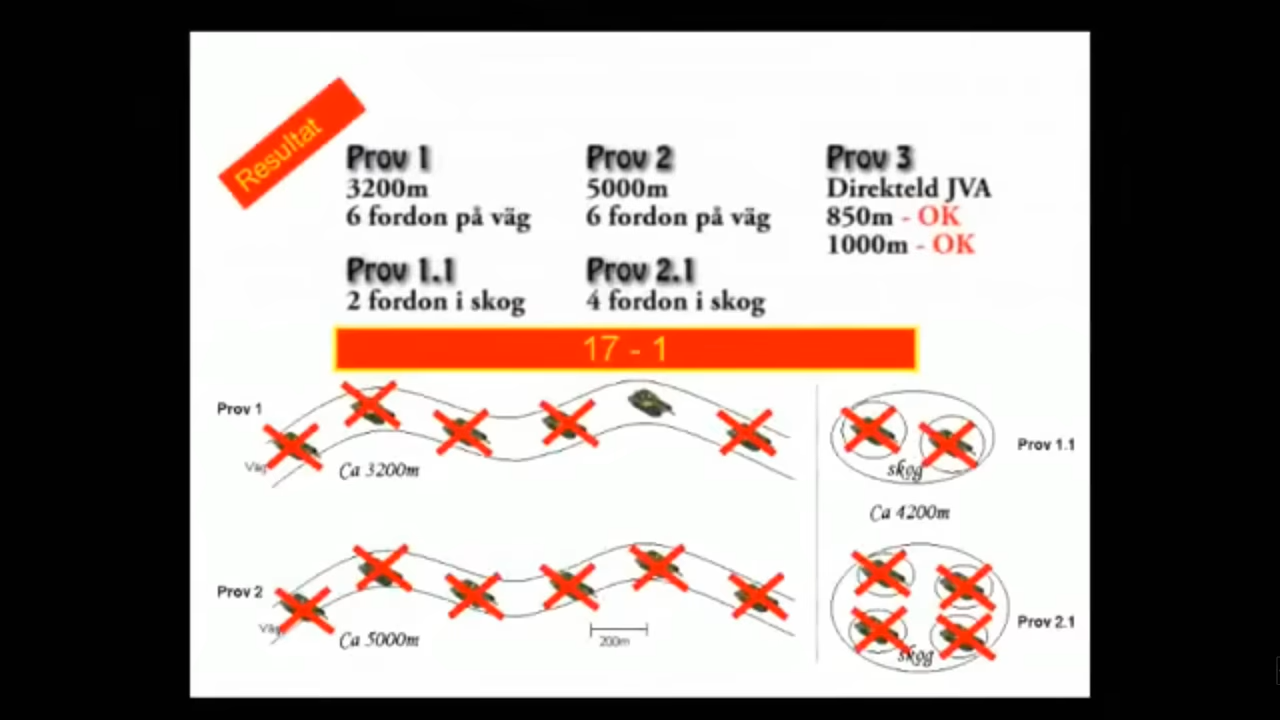 Resultat
Prov 1
3200m
6 fordon på väg
Prov 2
5000m
6 fordon på väg
Prov 3
Direkteld JVA
850m - OK
1000m - OK
Prov 1.1
2 fordon i skog
Prov 2.1
4 fordon i skog
17 - 1
Prov 1
Väg
Ca 3200m
skog
Prov 1.1
Ca 4200m
Prov 2
Väg
Ca 5000m
200m
skog
Prov 2.1